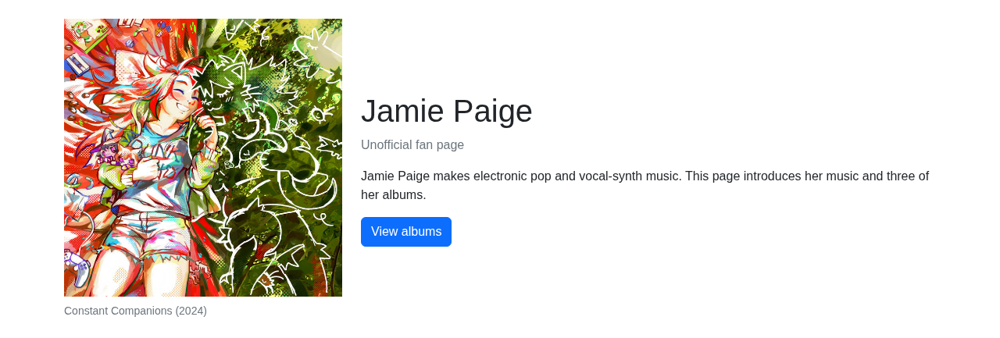 Jamie Paige
Unofficial fan page
Jamie Paige makes electronic pop and vocal-synth music. This page introduces her music and three of
her albums.
View albums
Constant Companions (2024)